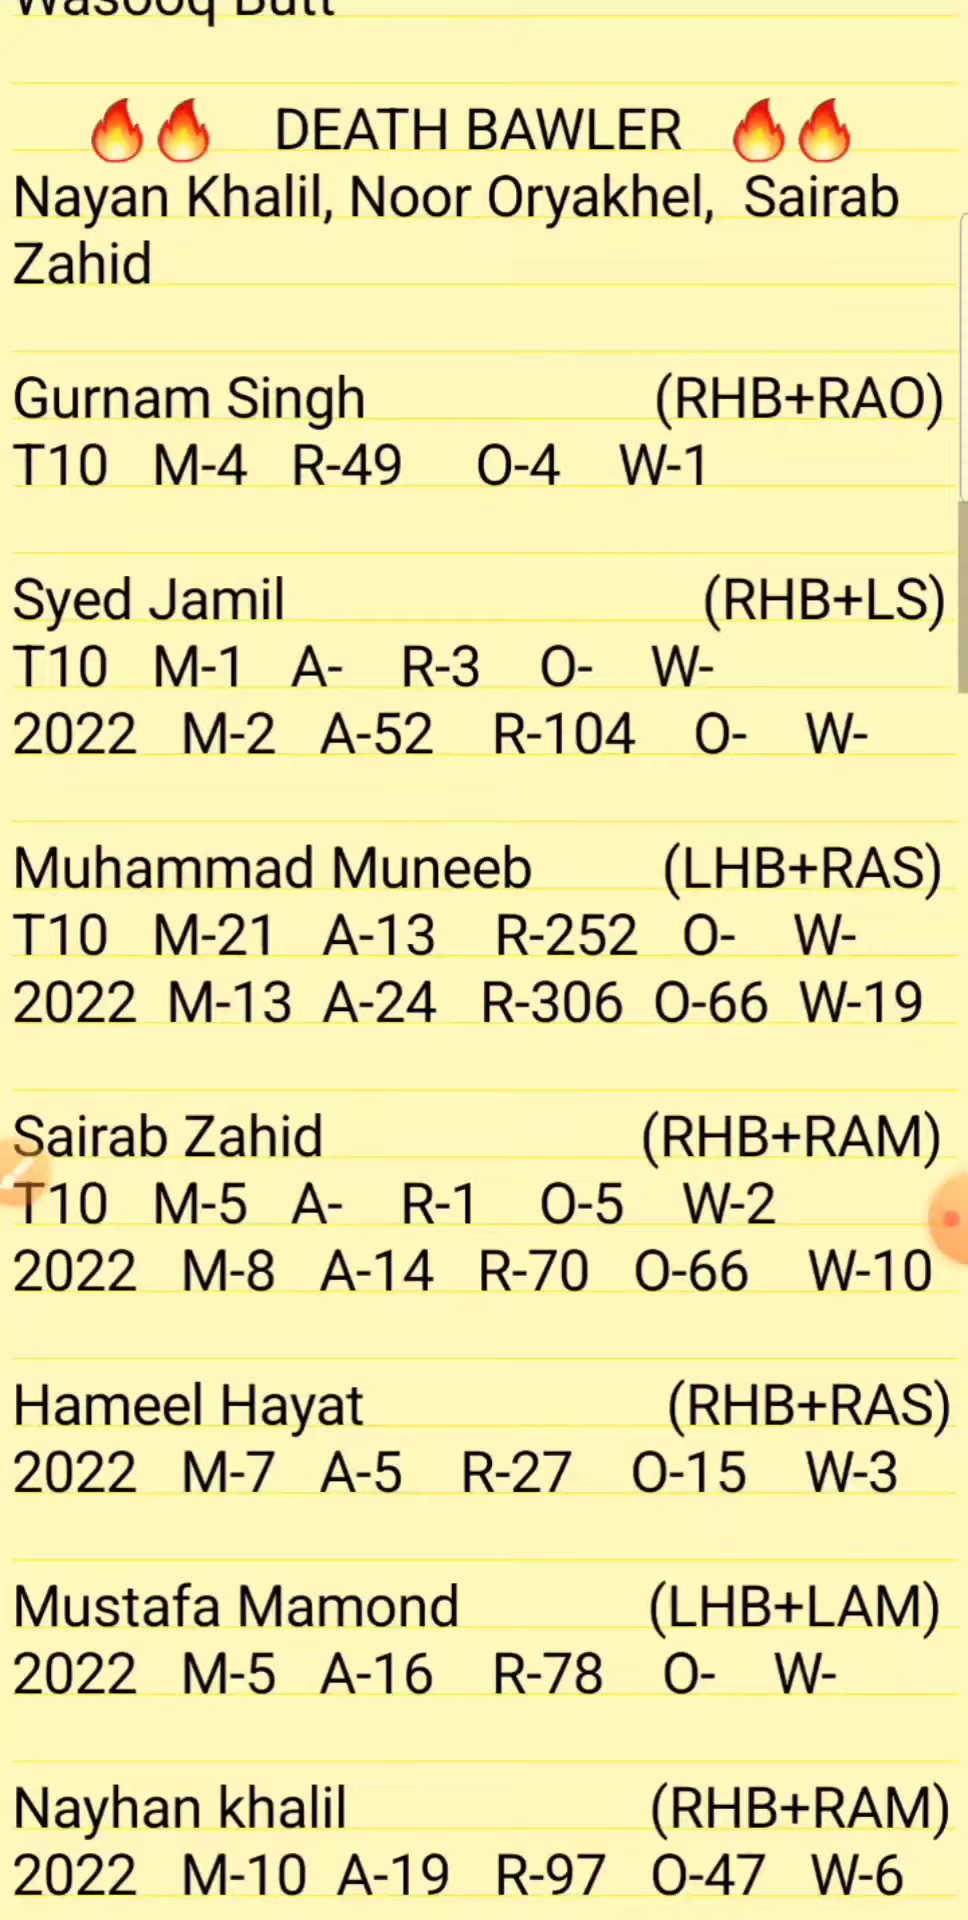 Wasooq Butt
🔥🔥 DEATH BAWLER 🔥🔥
Nayan Khalil, Noor Oryakhel, Sairab
Zahid
Gurnam Singh (RHB+RAO)
T10 M-4 R-49 O-4 W-1
Syed Jamil (RHB+LS)
T10 M-1 A- R-3 O- W-
2022 M-2 A-52 R-104 O- W-
Muhammad Muneeb (LHB+RAS)
T10 M-21 A-13 R-252 O- W-
2022 M-13 A-24 R-306 O-66 W-19
Sairab Zahid (RHB+RAM)
T10 M-5 A- R-1 O-5 W-2
2022 M-8 A-14 R-70 O-66 W-10
Hameel Hayat (RHB+RAS)
2022 M-7 A-5 R-27 O-15 W-3
Mustafa Mamond (LHB+LAM)
2022 M-5 A-16 R-78 O- W-
Nayhan khalil (RHB+RAM)
2022 M-10 A-19 R-97 O-47 W-6